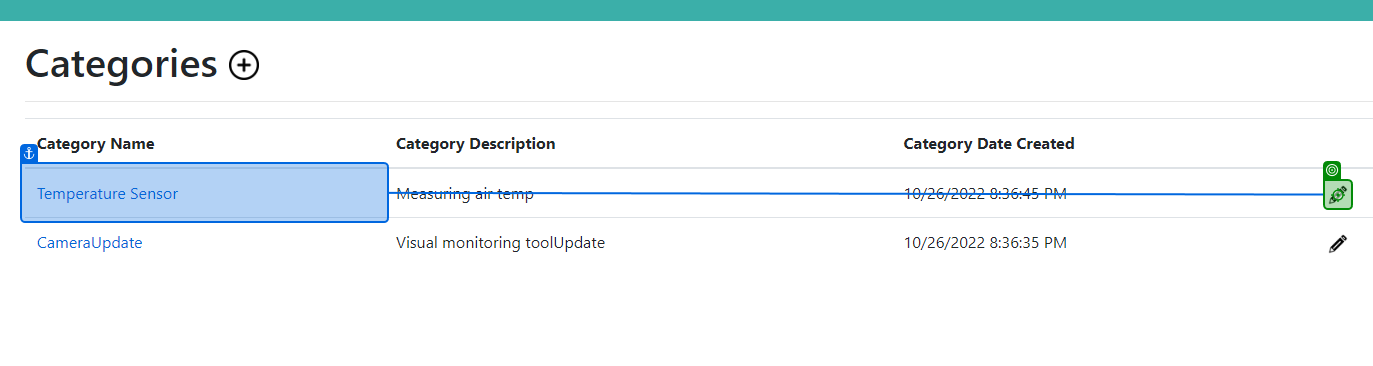 Categories
Category Name Category Description Category Date Created
Temperature Sensor Measuring air temp 10/26/2022 8:36:45 PM
CameraUpdate Visual monitoring toolUpdate 10/26/2022 8:36:35 PM